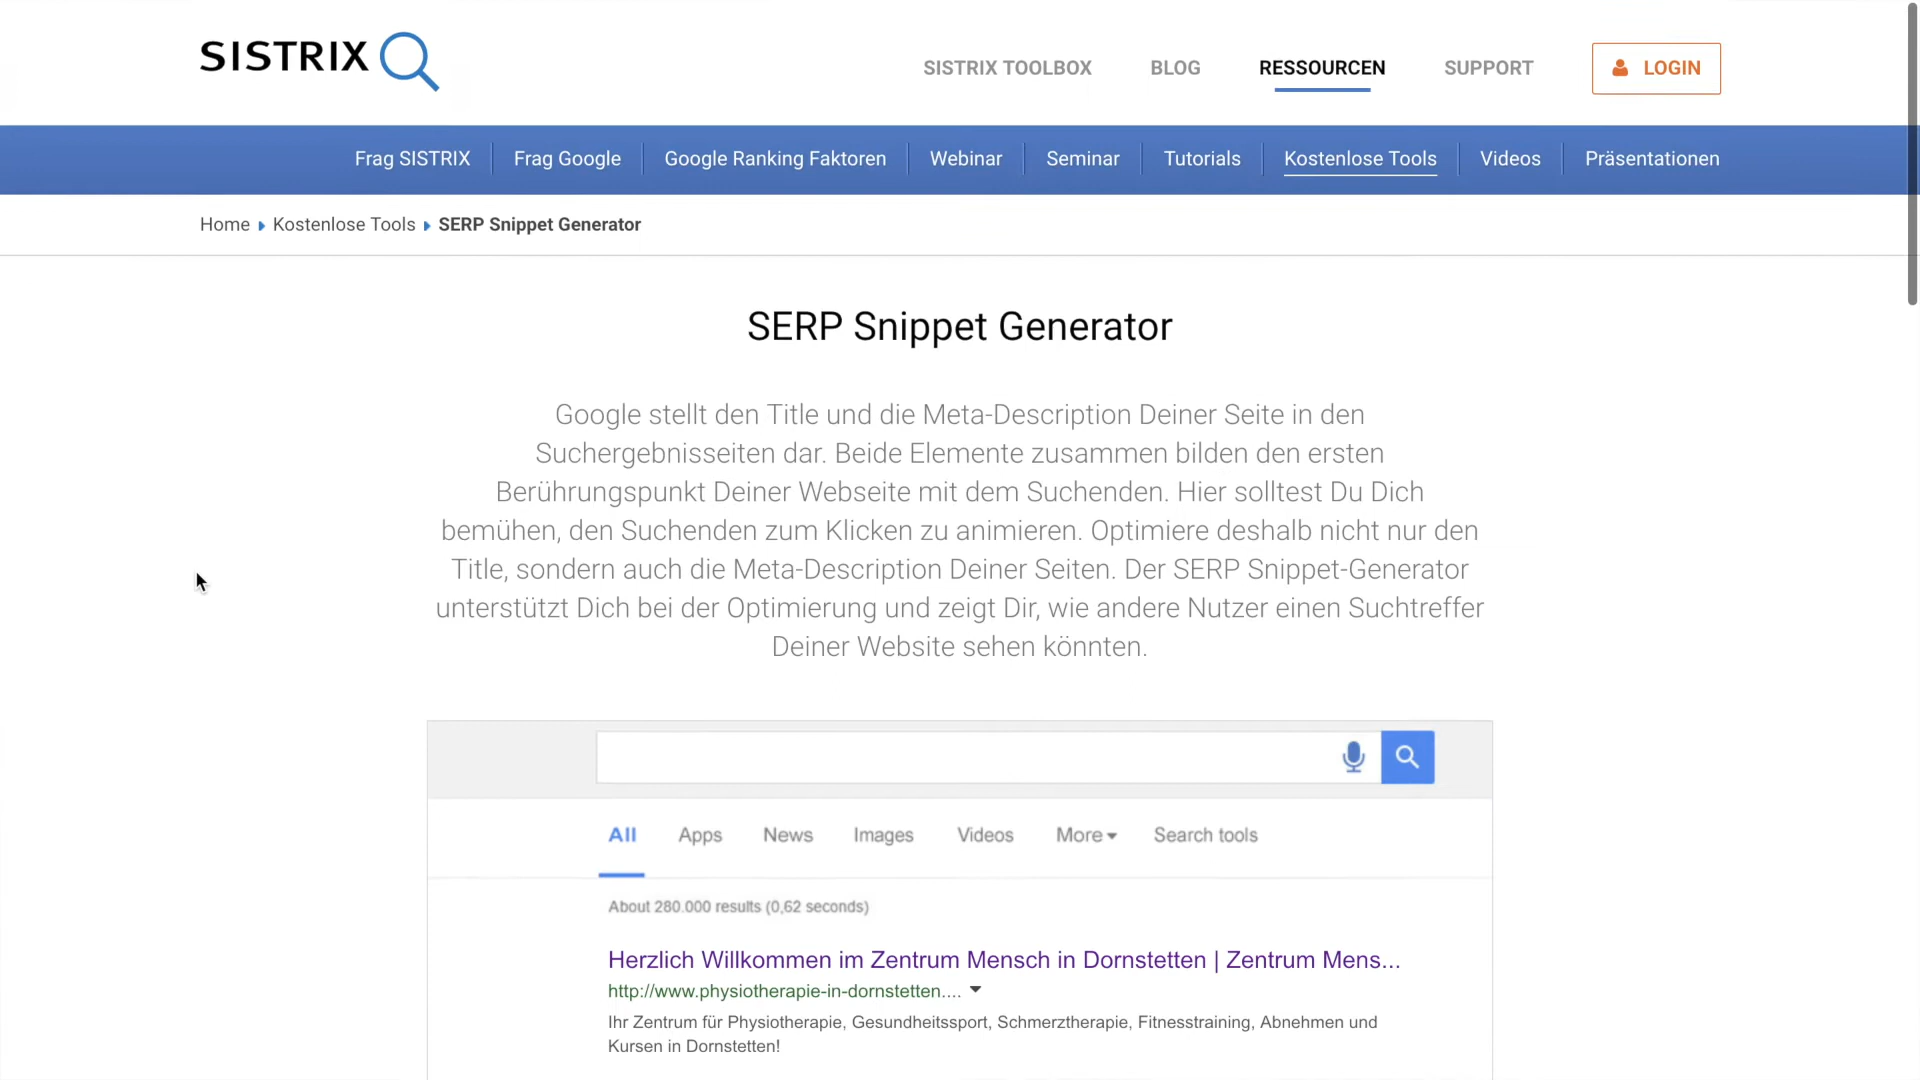 SISTRIX
SISTRIX TOOLBOX BLOG RESSOURCEN SUPPORT LOGIN
Frag SISTRIX Frag Google Google Ranking Faktoren Webinar Seminar Tutorials Kostenlose Tools Videos Präsentationen
Home Kostenlose Tools SERP Snippet Generator
SERP Snippet Generator
Google stellt den Title und die Meta-Description Deiner Seite in den
Suchergebnisseiten dar. Beide Elemente zusammen bilden den ersten
Berührungspunkt Deiner Webseite mit dem Suchenden. Hier solltest Du Dich
bemühen, den Suchenden zum Klicken zu animieren. Optimiere deshalb nicht nur den
Title, sondern auch die Meta-Description Deiner Seiten. Der SERP Snippet-Generator
unterstützt Dich bei der Optimierung und zeigt Dir, wie andere Nutzer einen Suchtreffer
Deiner Website sehen könnten.
All Apps News Images Videos More Search tools
About 280.000 results (0,62 seconds)
Herzlich Willkommen im Zentrum Mensch in Dornstetten | Zentrum Mens...
http://www.physiotherapie-in-dornstetten....
Ihr Zentrum für Physiotherapie, Gesundheitssport, Schmerztherapie, Fitnesstraining, Abnehmen und
Kursen in Dornstetten!